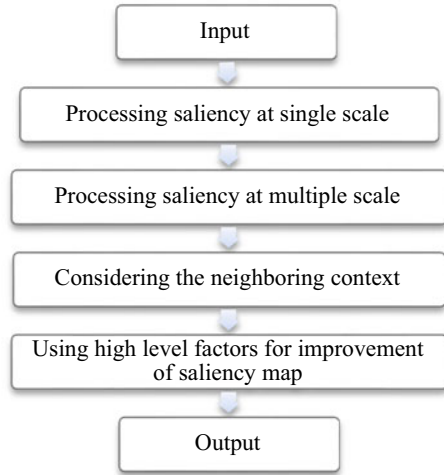 Input
Processing saliency at single scale
Processing saliency at multiple scale
Considering the neighboring context
Using high level factors for improvement
of saliency map
Output